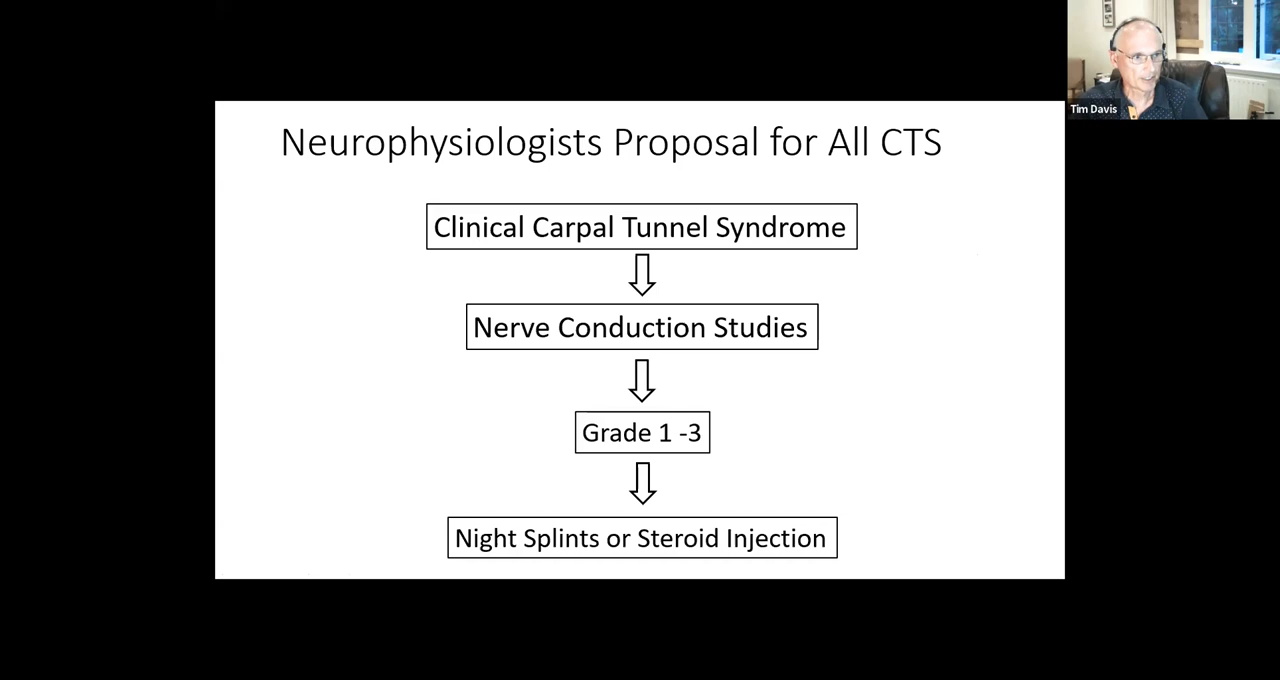 Tim Davis
Neurophysiologists Proposal for All CTS
Clinical Carpal Tunnel Syndrome
Nerve Conduction Studies
Grade 1 -3
Night Splints or Steroid Injection